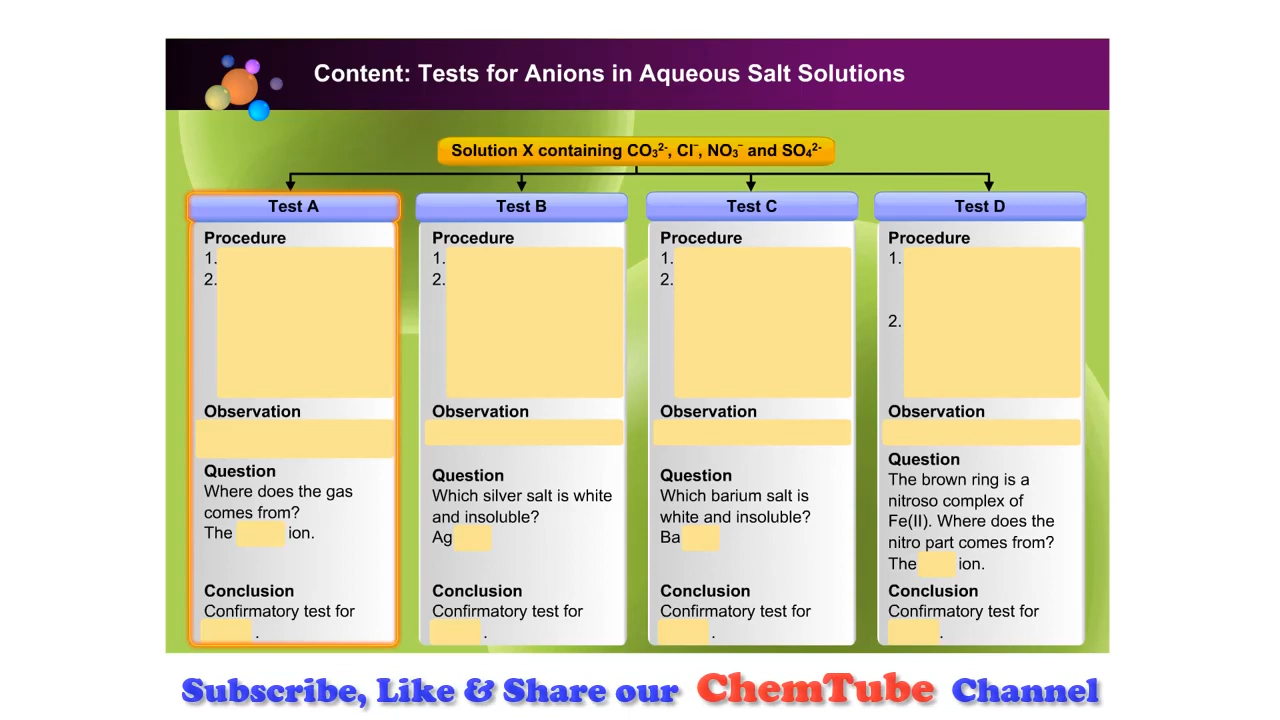 Content: Tests for Anions in Aqueous Salt Solutions
Solution X containing CO₃²⁻, Cl⁻, NO₃⁻ and SO₄²⁻
Test A
Procedure
1.
2.
Observation
Question
Where does the gas
comes from?
The ion.
Conclusion
Confirmatory test for
.
Test B
Procedure
1.
2.
Observation
Question
Which silver salt is white
and insoluble?
Ag
Conclusion
Confirmatory test for
.
Test C
Procedure
1.
2.
Observation
Question
Which barium salt is
white and insoluble?
Ba
Conclusion
Confirmatory test for
.
Test D
Procedure
1.
2.
Observation
Question
The brown ring is a
nitroso complex of
Fe(II). Where does the
nitro part comes from?
The ion.
Conclusion
Confirmatory test for
.
Subscribe, Like & Share our ChemTube Channel